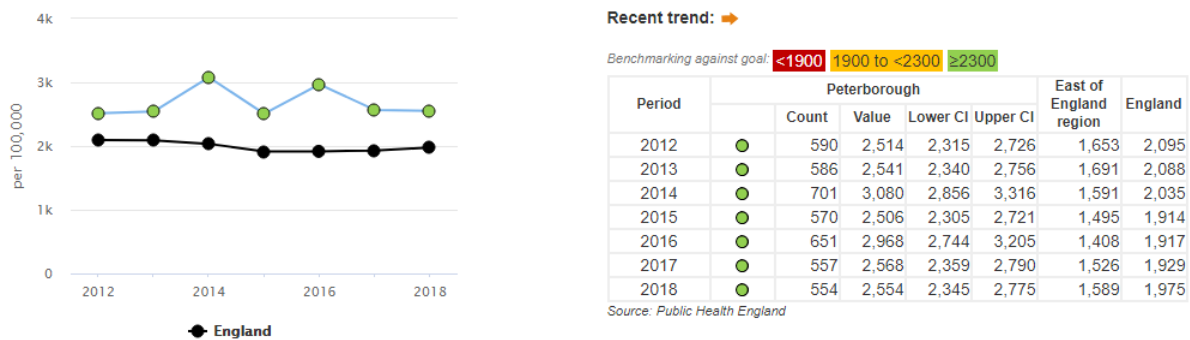 4k
3k
2k
1k
0
per 100,000
2012 2014 2016 2018
England
Recent trend:
Benchmarking against goal: <1900 1900 to <2300 ≥2300
Period Peterborough East of England region England
Count Value Lower CI Upper CI
2012 590 2,514 2,315 2,726 1,653 2,095
2013 586 2,541 2,340 2,756 1,691 2,088
2014 701 3,080 2,856 3,316 1,591 2,035
2015 570 2,506 2,305 2,721 1,495 1,914
2016 651 2,968 2,744 3,205 1,408 1,917
2017 557 2,568 2,359 2,790 1,526 1,929
2018 554 2,554 2,345 2,775 1,589 1,975
Source: Public Health England